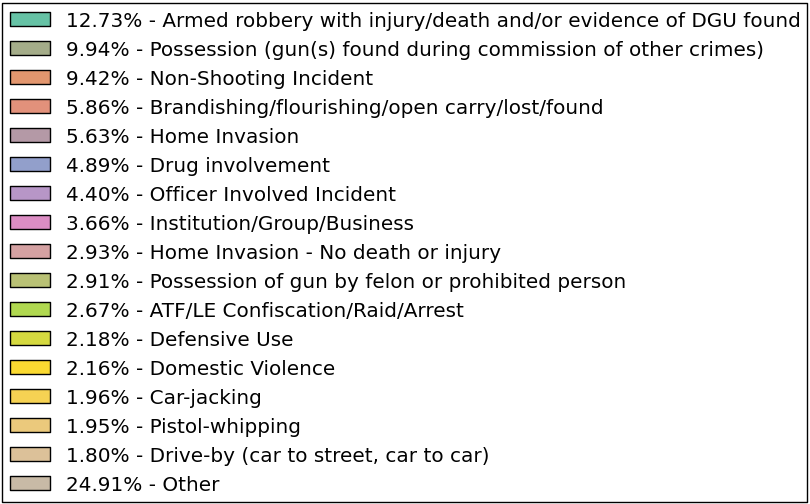 12.73% - Armed robbery with injury/death and/or evidence of DGU found
9.94% - Possession (gun(s) found during commission of other crimes)
9.42% - Non-Shooting Incident
5.86% - Brandishing/flourishing/open carry/lost/found
5.63% - Home Invasion
4.89% - Drug involvement
4.40% - Officer Involved Incident
3.66% - Institution/Group/Business
2.93% - Home Invasion - No death or injury
2.91% - Possession of gun by felon or prohibited person
2.67% - ATF/LE Confiscation/Raid/Arrest
2.18% - Defensive Use
2.16% - Domestic Violence
1.96% - Car-jacking
1.95% - Pistol-whipping
1.80% - Drive-by (car to street, car to car)
24.91% - Other